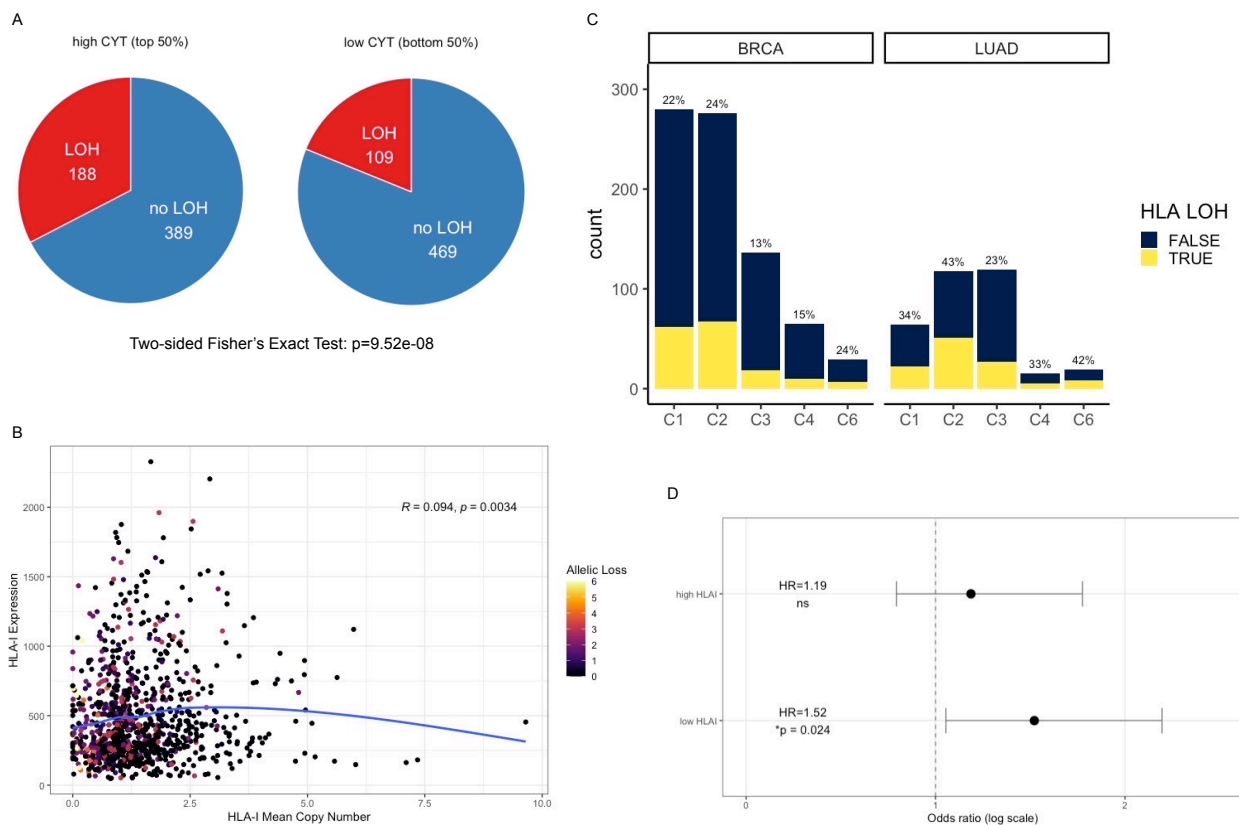 A
high CYT (top 50%)
low CYT (bottom 50%)
LOH
188
no LOH
389
LOH
109
no LOH
469
Two-sided Fisher's Exact Test: p=9.52e-08
C
BRCA
LUAD
300
200
100
0
count
22%
24%
13%
15%
24%
34%
43%
23%
33%
42%
C1 C2 C3 C4 C6
C1 C2 C3 C4 C6
HLA LOH
FALSE
TRUE
B
2000
1500
1000
500
0
HLA-I Expression
R = 0.094, p = 0.0034
0.0 2.5 5.0 7.5 10.0
HLA-I Mean Copy Number
Allelic Loss
6
5
4
3
2
1
0
D
high HLAI
HR=1.19
ns
low HLAI
HR=1.52
*p = 0.024
0 1 2
Odds ratio (log scale)